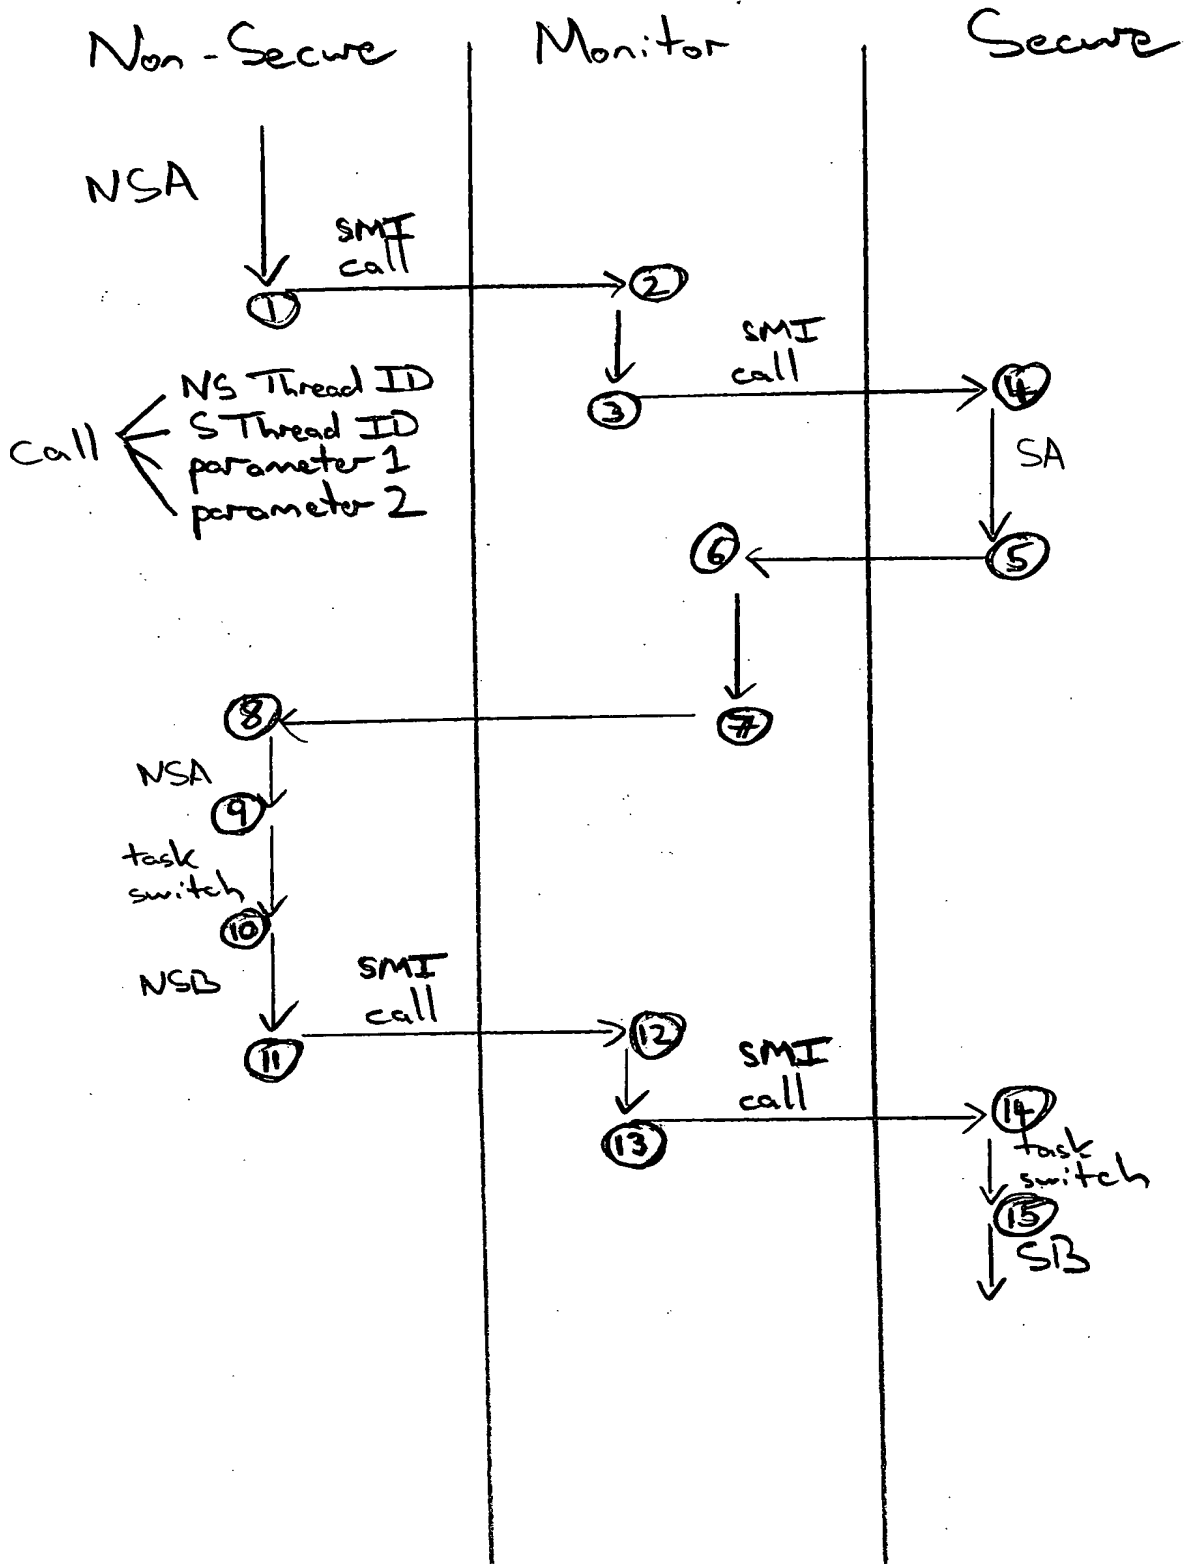 Non-Secure
Monitor
Secure
NSA
SMI
call
1
2
SMI
call
3
4
NS Thread ID
S Thread ID
Call
parameter 1
parameter 2
SA
6
5
8
7
NSA
9
task
switch
10
NSB
SMI
call
11
12
SMI
call
13
14
task
switch
15
SB